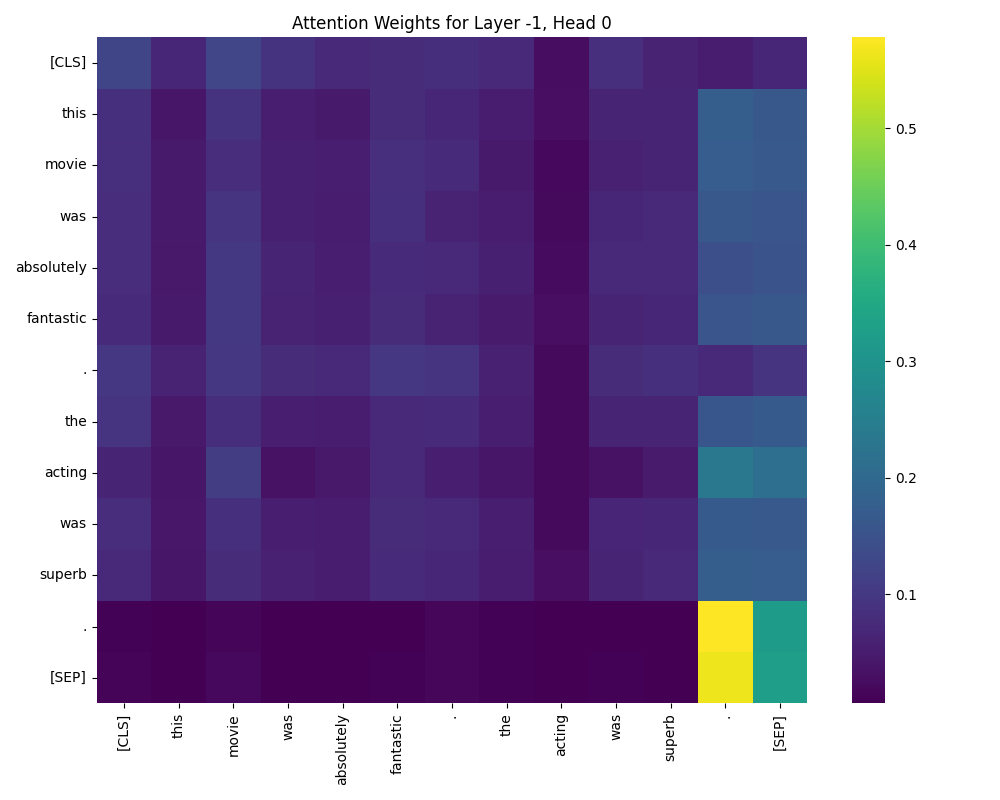 Attention Weights for Layer -1, Head 0
[CLS]
this
movie
was
absolutely
fantastic
.
the
acting
was
superb
.
[SEP]
[CLS]
this
movie
was
absolutely
fantastic
.
the
acting
was
superb
.
[SEP]
0.5
0.4
0.3
0.2
0.1